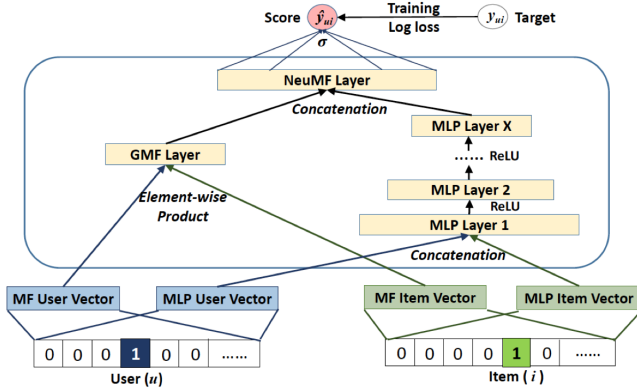 Score ŷui Training yui Target
Log loss
σ
NeuMF Layer
Concatenation
MLP Layer X
GMF Layer
...... ReLU
Element-wise
Product
MLP Layer 2
ReLU
MLP Layer 1
Concatenation
MF User Vector MLP User Vector MF Item Vector MLP Item Vector
0 0 0 1 0 0 ...... 0 0 0 0 1 0 ......
User (u) Item ( i )